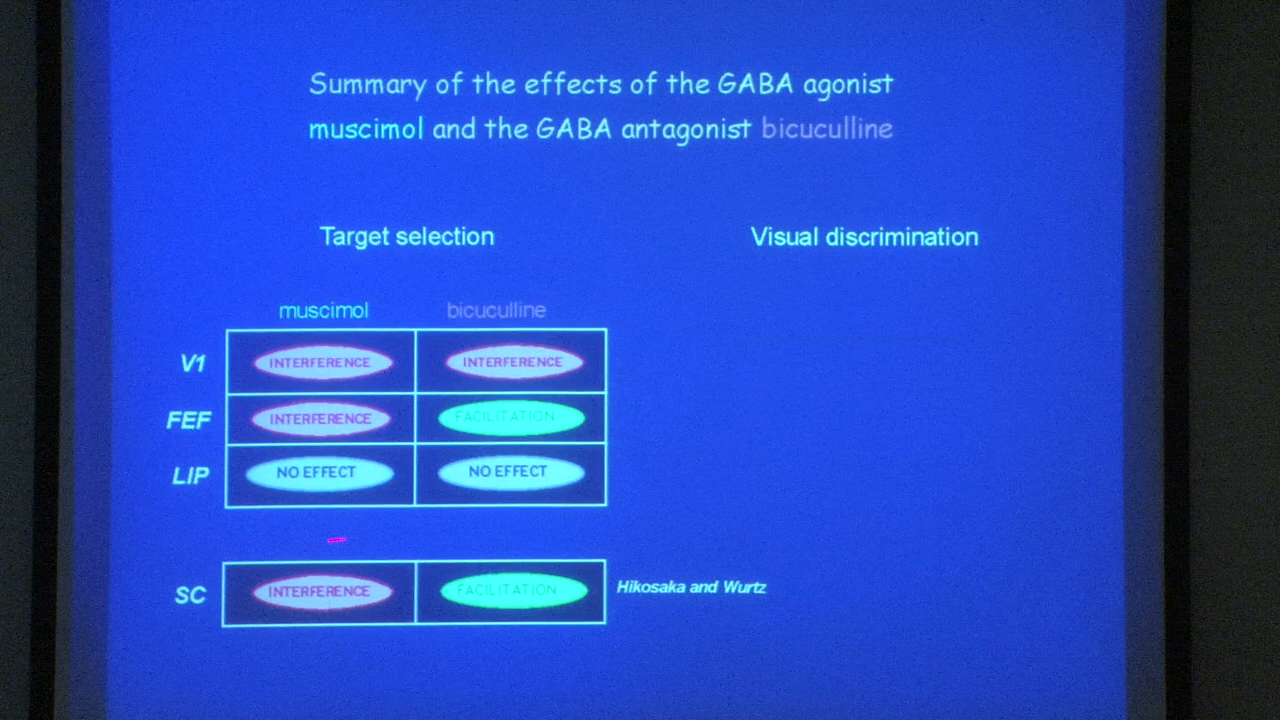 Summary of the effects of the GABA agonist
muscimol and the GABA antagonist bicuculline
Target selection
Visual discrimination
muscimol bicuculline
V1 INTERFERENCE INTERFERENCE
FEF INTERFERENCE FACILITATION
LIP NO EFFECT NO EFFECT
SC INTERFERENCE FACILITATION Hikosaka and Wurtz